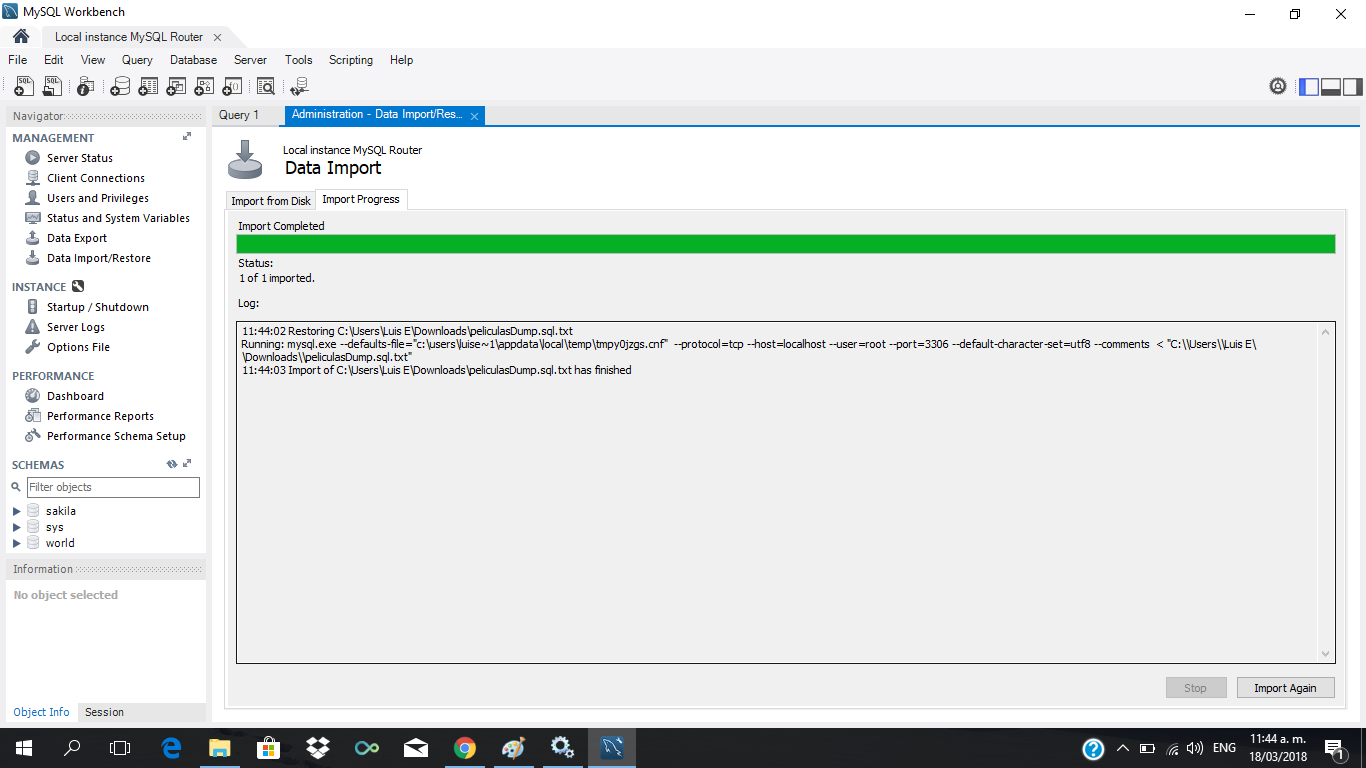 MySQL Workbench
Local instance MySQL Router
File Edit View Query Database Server Tools Scripting Help
Navigator
MANAGEMENT
Server Status
Client Connections
Users and Privileges
Status and System Variables
Data Export
Data Import/Restore
INSTANCE
Startup / Shutdown
Server Logs
Options File
PERFORMANCE
Dashboard
Performance Reports
Performance Schema Setup
SCHEMAS
Filter objects
sakila
sys
world
Information
No object selected
Object Info Session
Query 1
Administration - Data Import/Res...
Local instance MySQL Router
Data Import
Import from Disk Import Progress
Import Completed
Status:
1 of 1 imported.
Log:
11:44:02 Restoring C:\Users\Luis E\Downloads\peliculasDump.sql.txt
Running: mysql.exe --defaults-file="c:\users\luise~1\appdata\local\temp\tmpy0jzgs.cnf" --protocol=tcp --host=localhost --user=root --port=3306 --default-character-set=utf8 --comments < "C:\\Users\\Luis E\
\Downloads\\peliculasDump.sql.txt"
11:44:03 Import of C:\Users\Luis E\Downloads\peliculasDump.sql.txt has finished
Stop Import Again
ENG
11:44 a. m.
18/03/2018
1